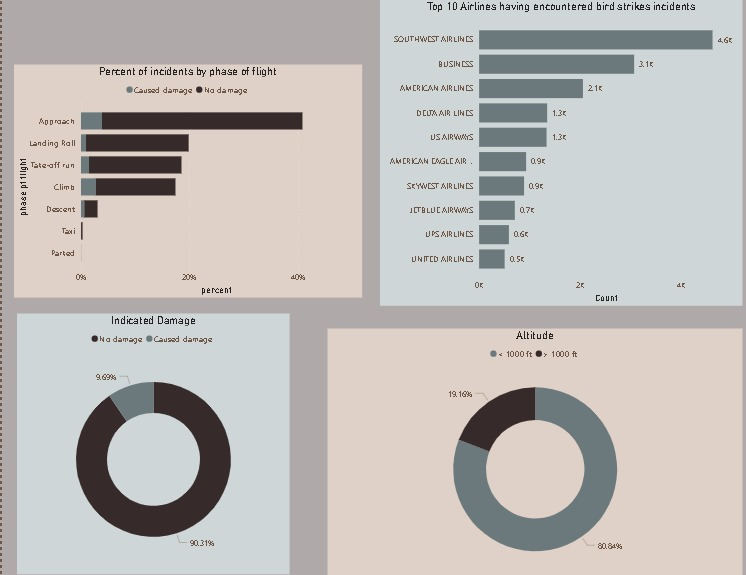 Top 10 Airlines having encountered bird strikes incidents
SOUTHWEST AIRLINES 4.6K
BUSINESS 3.1K
AMERICAN AIRLINES 2.1K
DELTA AIR LINES 1.3K
US AIRWAYS 1.3K
AMERICAN EAGLE AIR... 0.9K
SKYWEST AIRLINES 0.9K
JETBLUE AIRWAYS 0.7K
UPS AIRLINES 0.6K
UNITED AIRLINES 0.5K
0K 2K 4K
Count
Percent of incidents by phase of flight
Caused damage No damage
phase of flight
Approach
Landing Roll
Take-off run
Climb
Descent
Taxi
Parked
0% 20% 40%
percent
Indicated Damage
No damage Caused damage
9.69%
90.31%
Altitude
< 1000 ft > 1000 ft
19.16%
80.84%